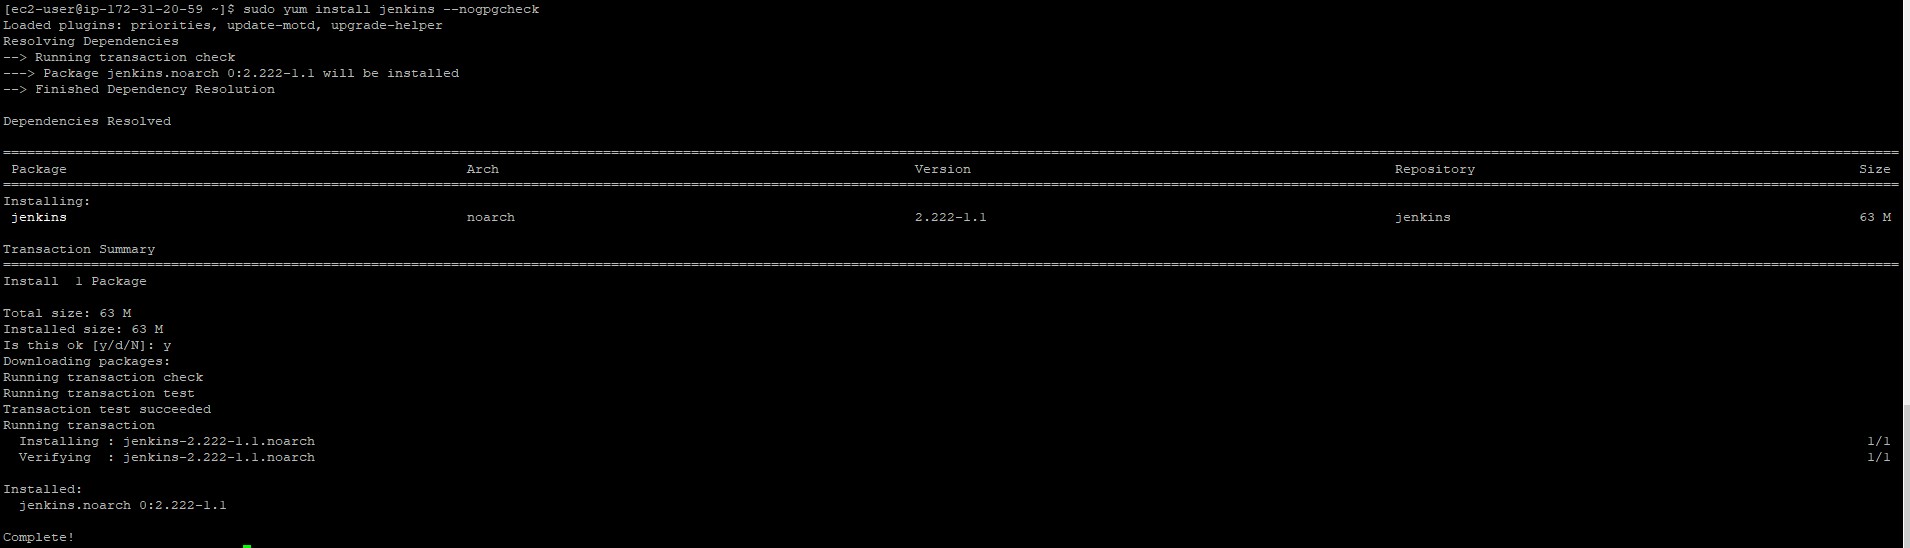 [ec2-user@ip-172-31-20-59 ~]$ sudo yum install jenkins --nogpgcheck
Loaded plugins: priorities, update-motd, upgrade-helper
Resolving Dependencies
--> Running transaction check
---> Package jenkins.noarch 0:2.222-1.1 will be installed
--> Finished Dependency Resolution
Dependencies Resolved
Package Arch Version Repository Size
Installing:
jenkins noarch 2.222-1.1 jenkins 63 M
Transaction Summary
Install 1 Package
Total size: 63 M
Installed size: 63 M
Is this ok [y/d/N]: y
Downloading packages:
Running transaction check
Running transaction test
Transaction test succeeded
Running transaction
Installing : jenkins-2.222-1.1.noarch 1/1
Verifying : jenkins-2.222-1.1.noarch 1/1
Installed:
jenkins.noarch 0:2.222-1.1
Complete!